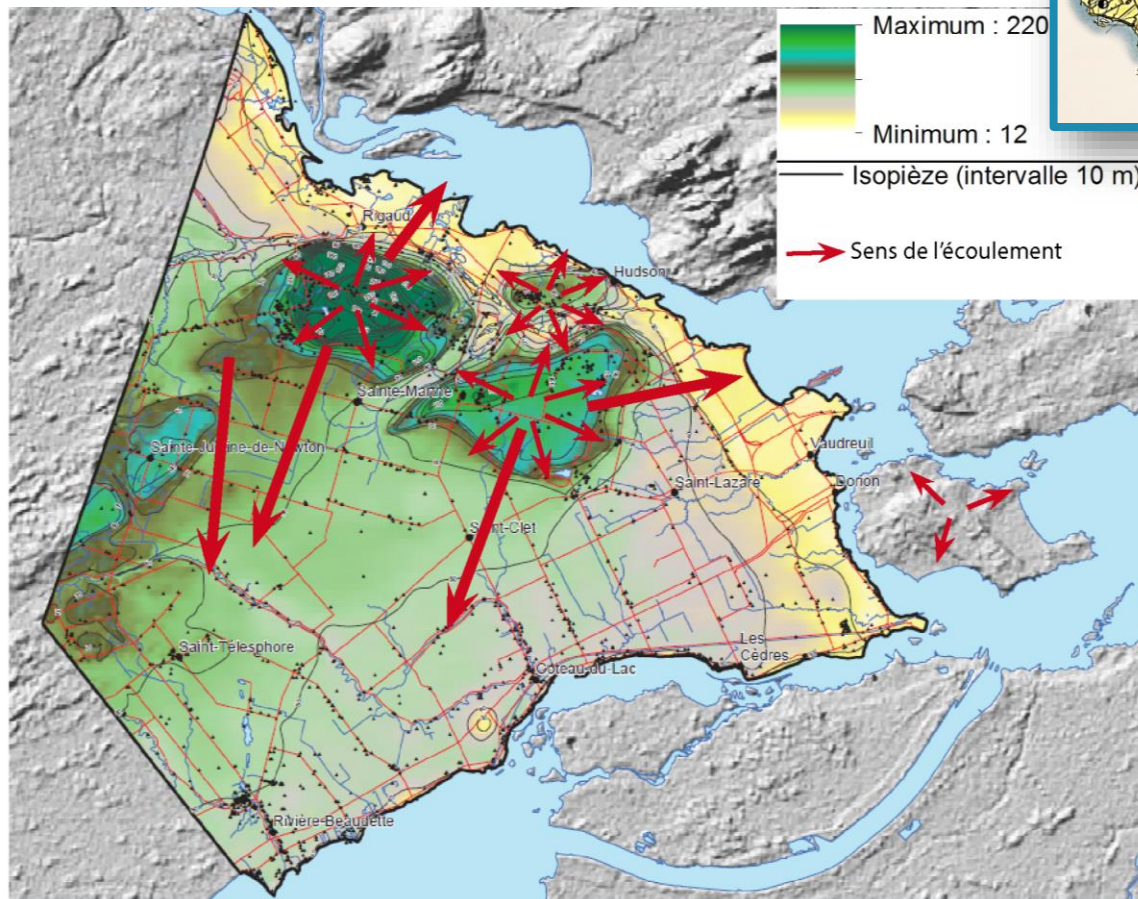 Maximum : 220
Minimum : 12
Isopièze (intervalle 10 m)
Sens de l'écoulement
Rigaud
Hudson
Sainte-Marthe
Sainte-Justine-de-Newton
Vaudreuil
Dorion
Saint-Lazare
Saint-Clet
Saint-Télesphore
Les
Cèdres
Côteau-du-Lac
Rivière-Beaudette